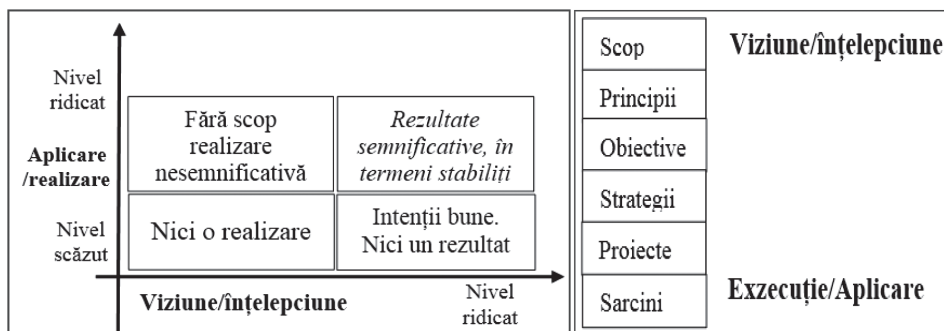 Nivel
ridicat
Aplicare
/realizare
Nivel
scăzut
Fără scop
realizare
nesemnificativă
Rezultate
semnificative, în
termeni stabiliți
Nici o realizare
Intenții bune.
Nici un rezultat
Viziune/înțelepciune
Nivel
ridicat
Scop
Principii
Obiective
Strategii
Proiecte
Sarcini
Viziune/înțelepciune
Exzecuție/Aplicare